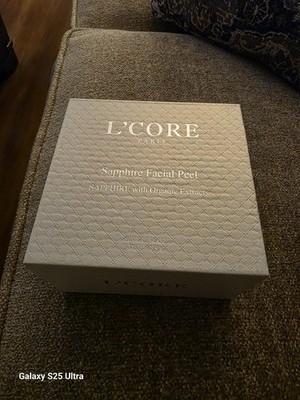 L'CORE
PARIS
Sapphire Facial Peel
SAPPHIRE with Organic Extracts
L'CORE
Galaxy S25 Ultra